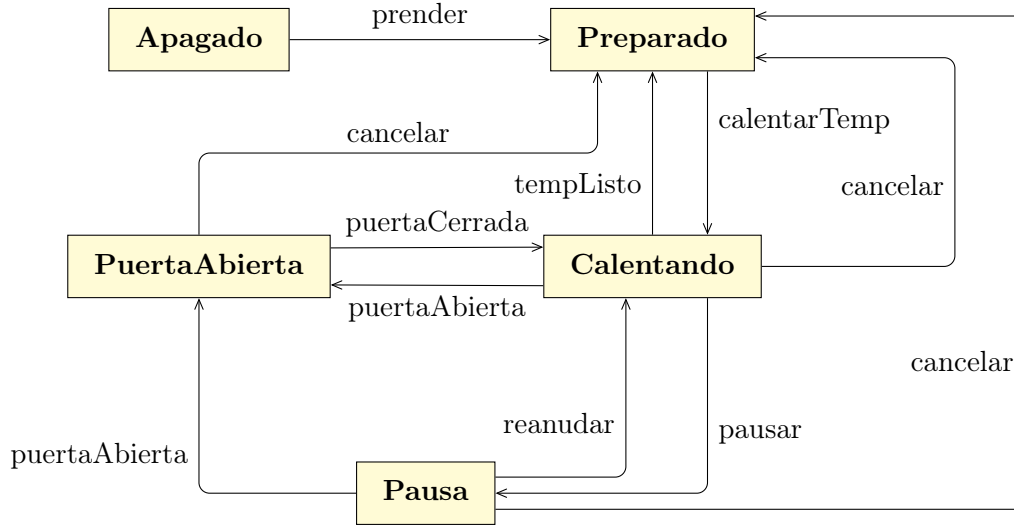 prender
Apagado
Preparado
calentarTemp
cancelar
tempListo
cancelar
puertaCerrada
PuertaAbierta
Calentando
puertaAbierta
cancelar
reanudar
pausar
puertaAbierta
Pausa